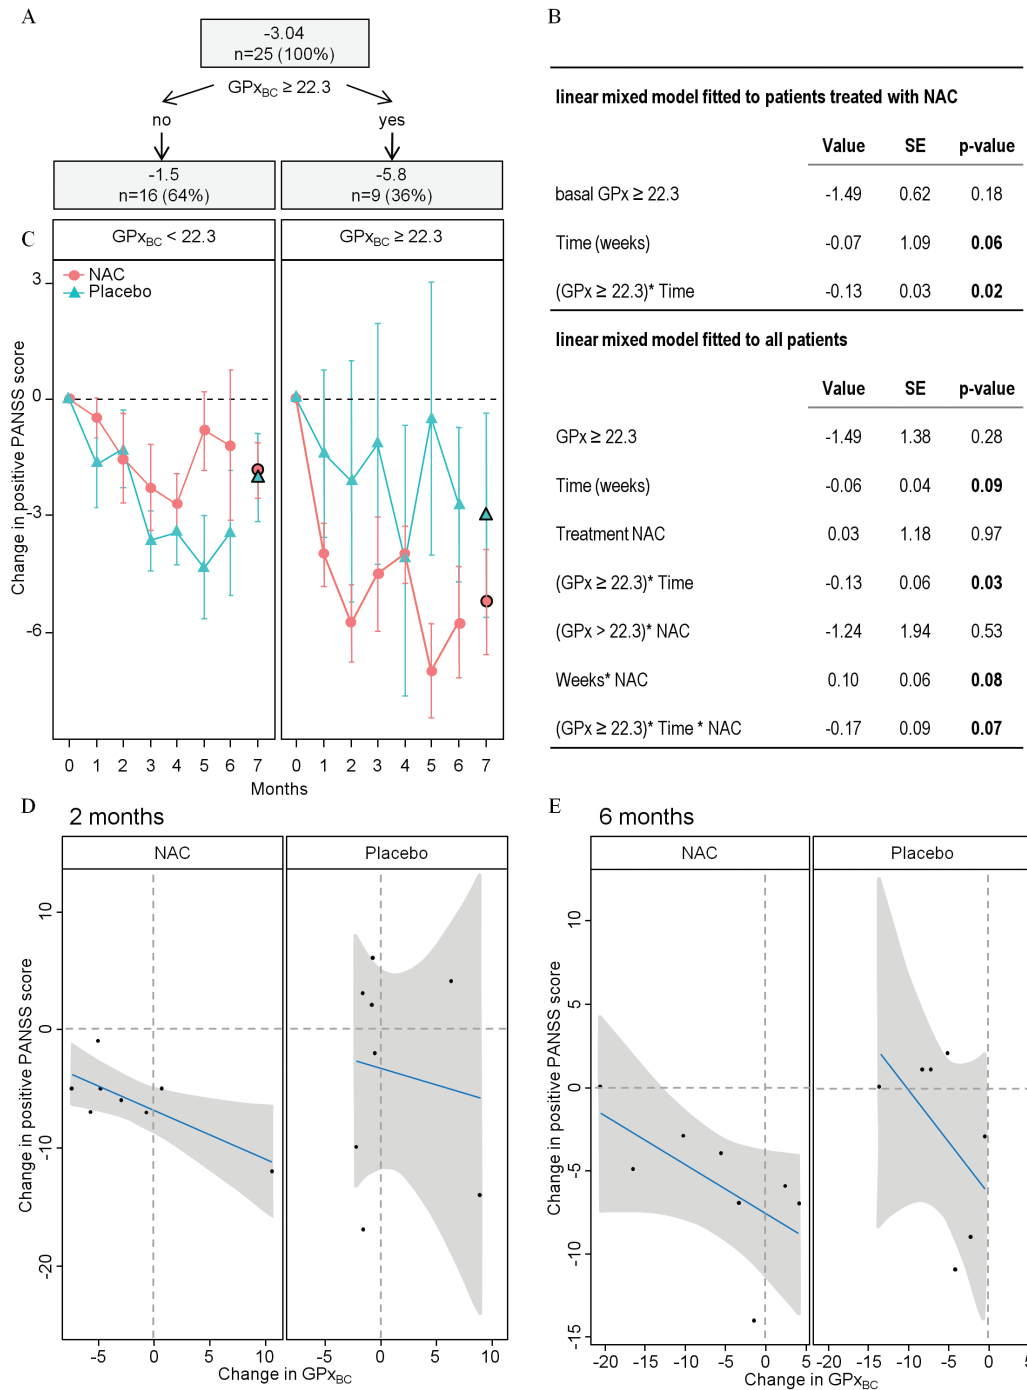 A
-3.04
n=25 (100%)
GPxBC ≥ 22.3
no
yes
-1.5
n=16 (64%)
-5.8
n=9 (36%)
B
linear mixed model fitted to patients treated with NAC
Value SE p-value
basal GPx ≥ 22.3 -1.49 0.62 0.18
Time (weeks) -0.07 1.09 0.06
(GPx ≥ 22.3)* Time -0.13 0.03 0.02
linear mixed model fitted to all patients
Value SE p-value
GPx ≥ 22.3 -1.49 1.38 0.28
Time (weeks) -0.06 0.04 0.09
Treatment NAC 0.03 1.18 0.97
(GPx ≥ 22.3)* Time -0.13 0.06 0.03
(GPx > 22.3)* NAC -1.24 1.94 0.53
Weeks* NAC 0.10 0.06 0.08
(GPx ≥ 22.3)* Time * NAC -0.17 0.09 0.07
C
GPxBC < 22.3
GPxBC ≥ 22.3
NAC
Placebo
Change in positive PANSS score
3
0
-3
-6
0 1 2 3 4 5 6 7
0 1 2 3 4 5 6 7
Months
D
2 months
NAC
Placebo
Change in positive PANSS score
10
0
-10
-20
-5 0 5 10
0 5 10
Change in GPxBC
E
6 months
NAC
Placebo
Change in positive PANSS score
10
5
0
-5
-10
-15
-20 -15 -10 -5 0 5
-20 -15 -10 -5 0 5
Change in GPxBC